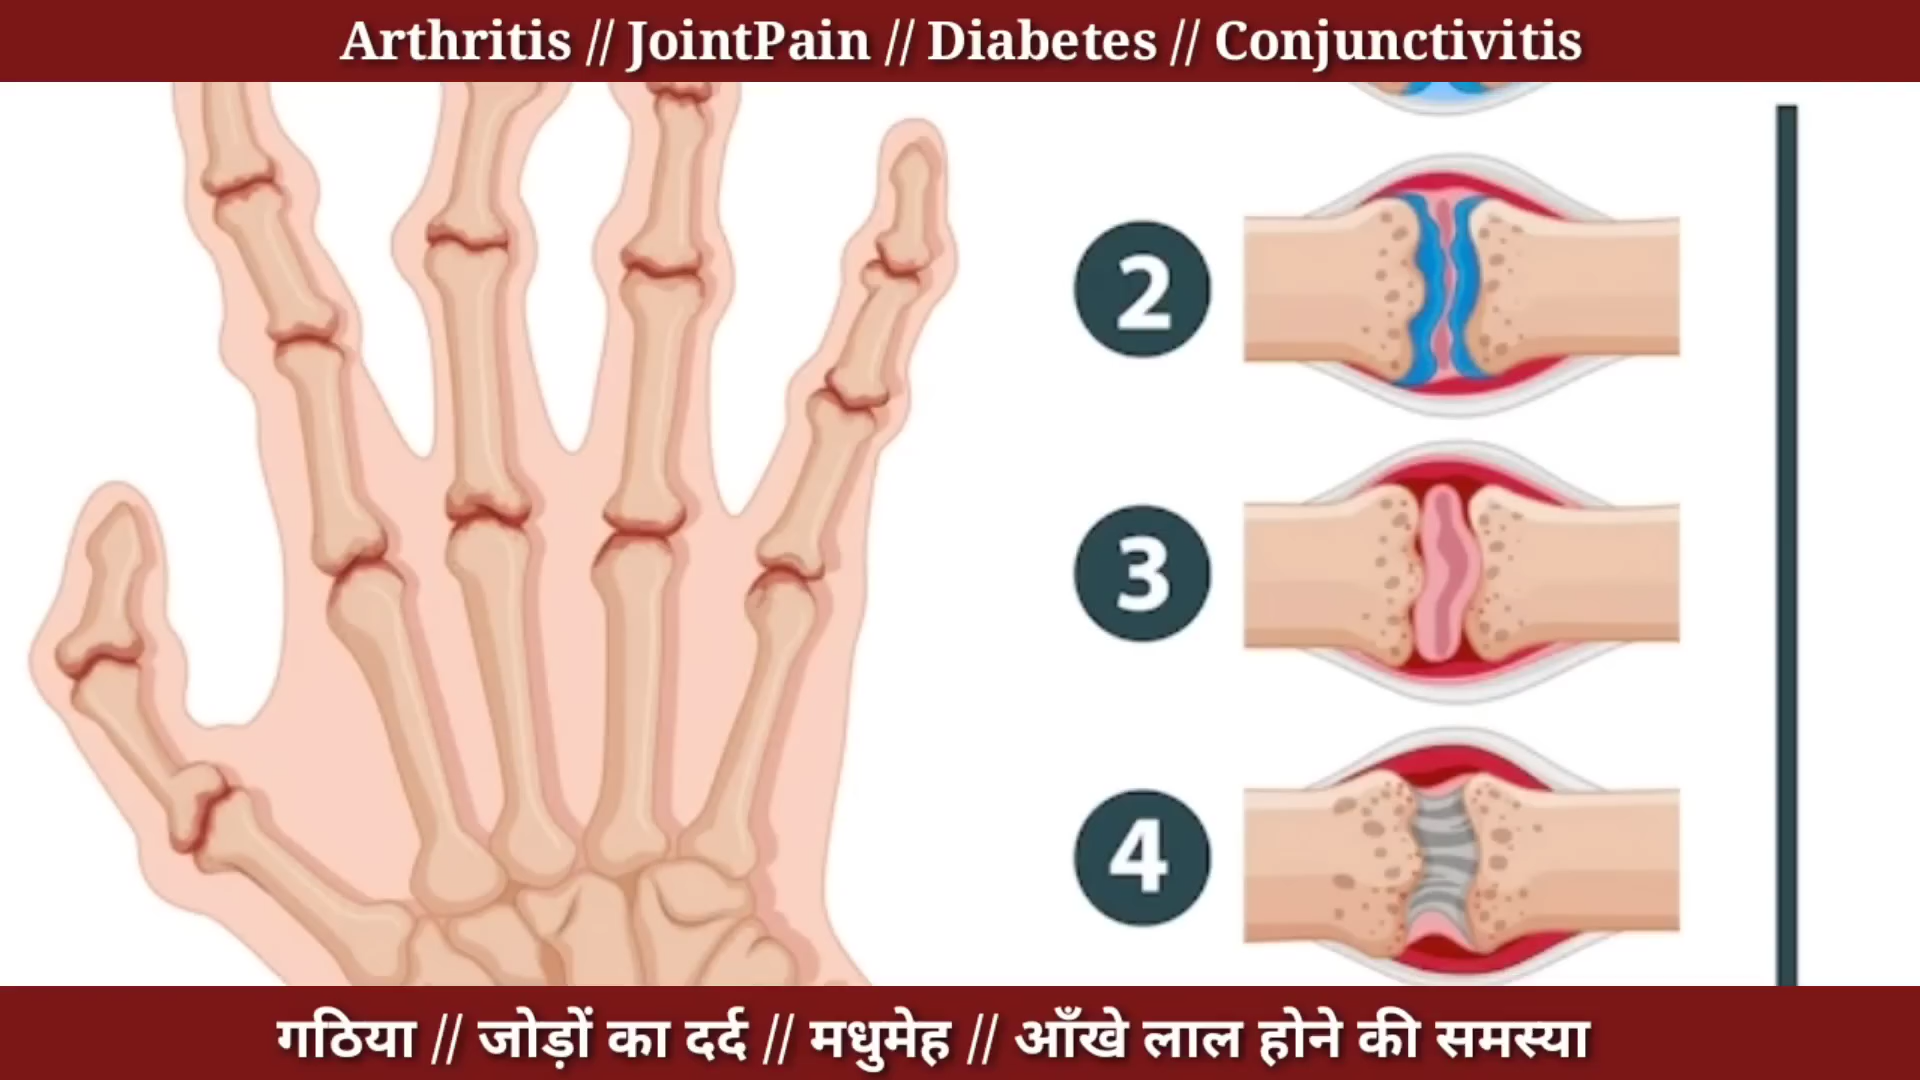 Arthritis // JointPain // Diabetes // Conjunctivitis
2
3
4
गठिया // जोड़ों का दर्द // मधुमेह // आँखे लाल होने की समस्या